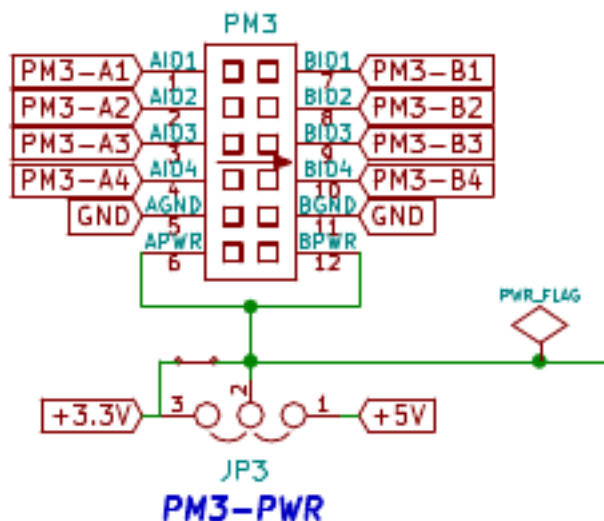 PM3
PM3-A1 AIO1 1 BIO1 7 PM3-B1
PM3-A2 AIO2 2 BIO2 8 PM3-B2
PM3-A3 AIO3 3 BIO3 9 PM3-B3
PM3-A4 AIO4 4 BIO4 10 PM3-B4
GND AGND 5 BGND 11 GND
APWR 6 BPWR 12
PWR_FLAG
+3.3V 3 2 1 +5V
JP3
PM3-PWR